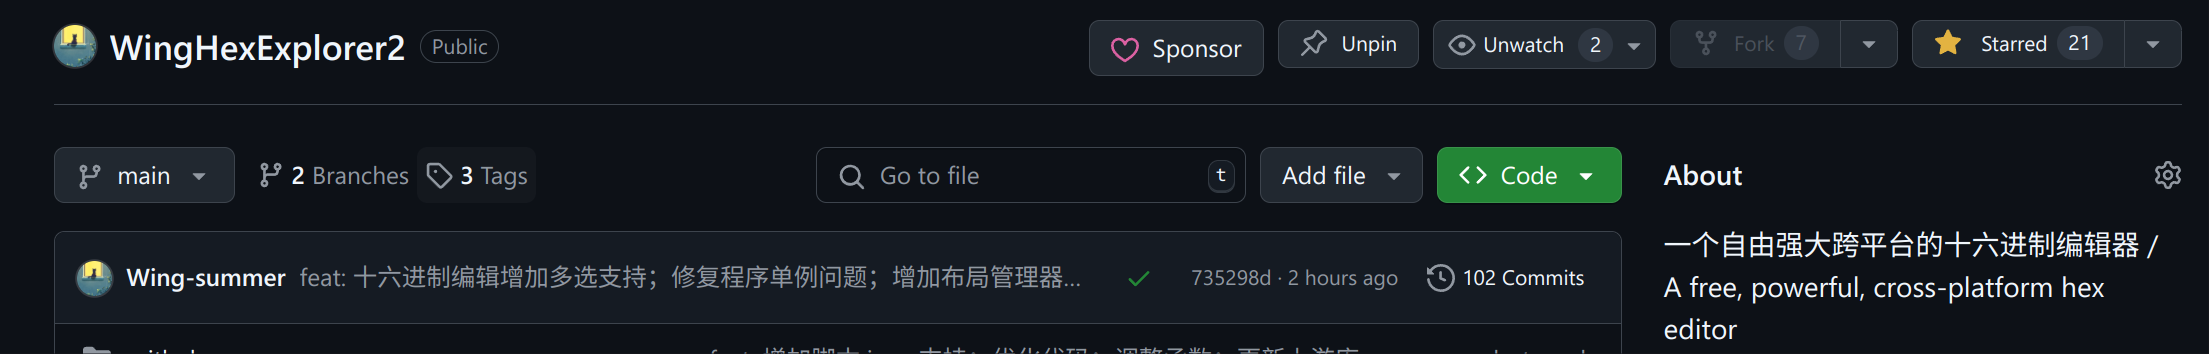 WingHexExplorer2 Public Sponsor Unpin Unwatch 2 Fork 7 Starred 21
main 2 Branches 3 Tags Go to file t Add file Code About
一个自由强大跨平台的十六进制编辑器 /
A free, powerful, cross-platform hex
editor
Wing-summer feat: 十六进制编辑增加多选支持；修复程序单例问题；增加布局管理器... 735298d · 2 hours ago 102 Commits